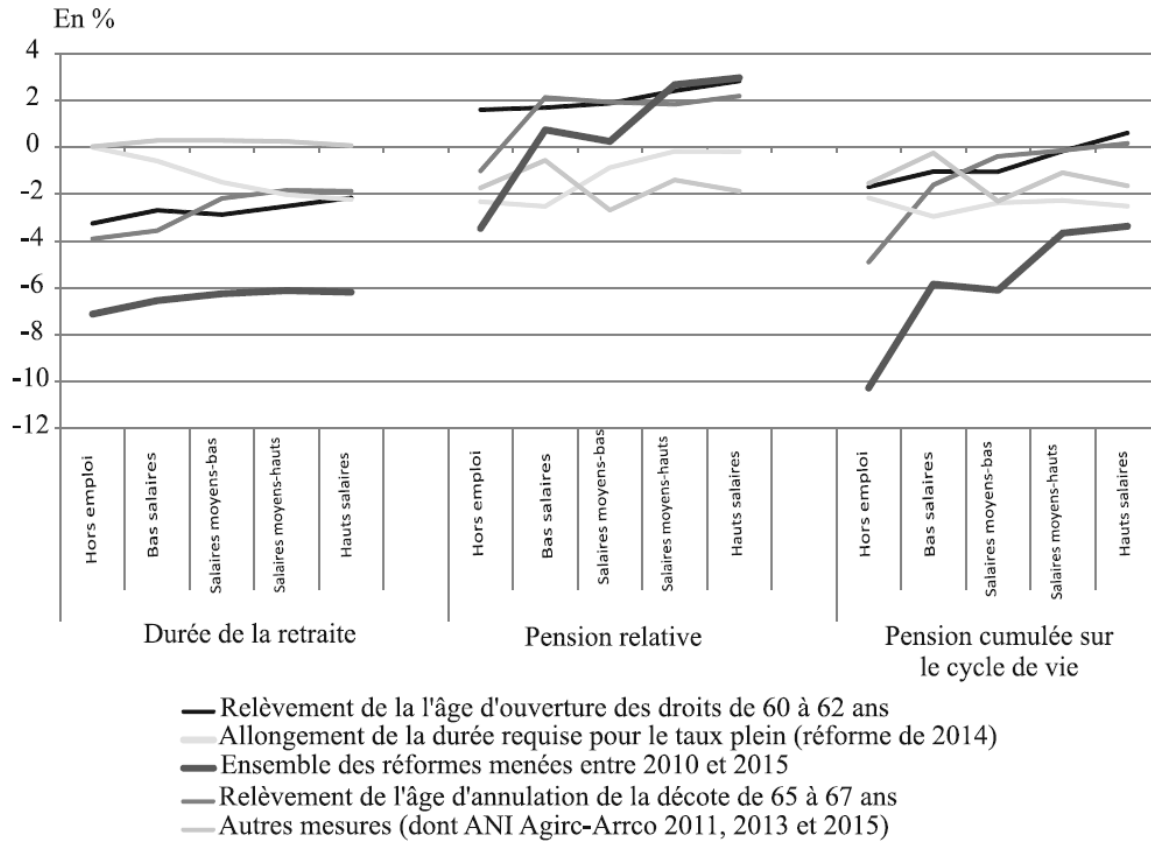 En %
4
2
0
-2
-4
-6
-8
-10
-12
Hors emploi
Bas salaires
Salaires moyens-bas
Salaires moyens-hauts
Hauts salaires
Hors emploi
Bas salaires
Salaires moyens-bas
Salaires moyens-hauts
Hauts salaires
Hors emploi
Bas salaires
Salaires moyens-bas
Salaires moyens-hauts
Hauts salaires
Durée de la retraite
Pension relative
Pension cumulée sur
le cycle de vie
Relèvement de la l'âge d'ouverture des droits de 60 à 62 ans
Allongement de la durée requise pour le taux plein (réforme de 2014)
Ensemble des réformes menées entre 2010 et 2015
Relèvement de l'âge d'annulation de la décote de 65 à 67 ans
Autres mesures (dont ANI Agirc-Arrco 2011, 2013 et 2015)